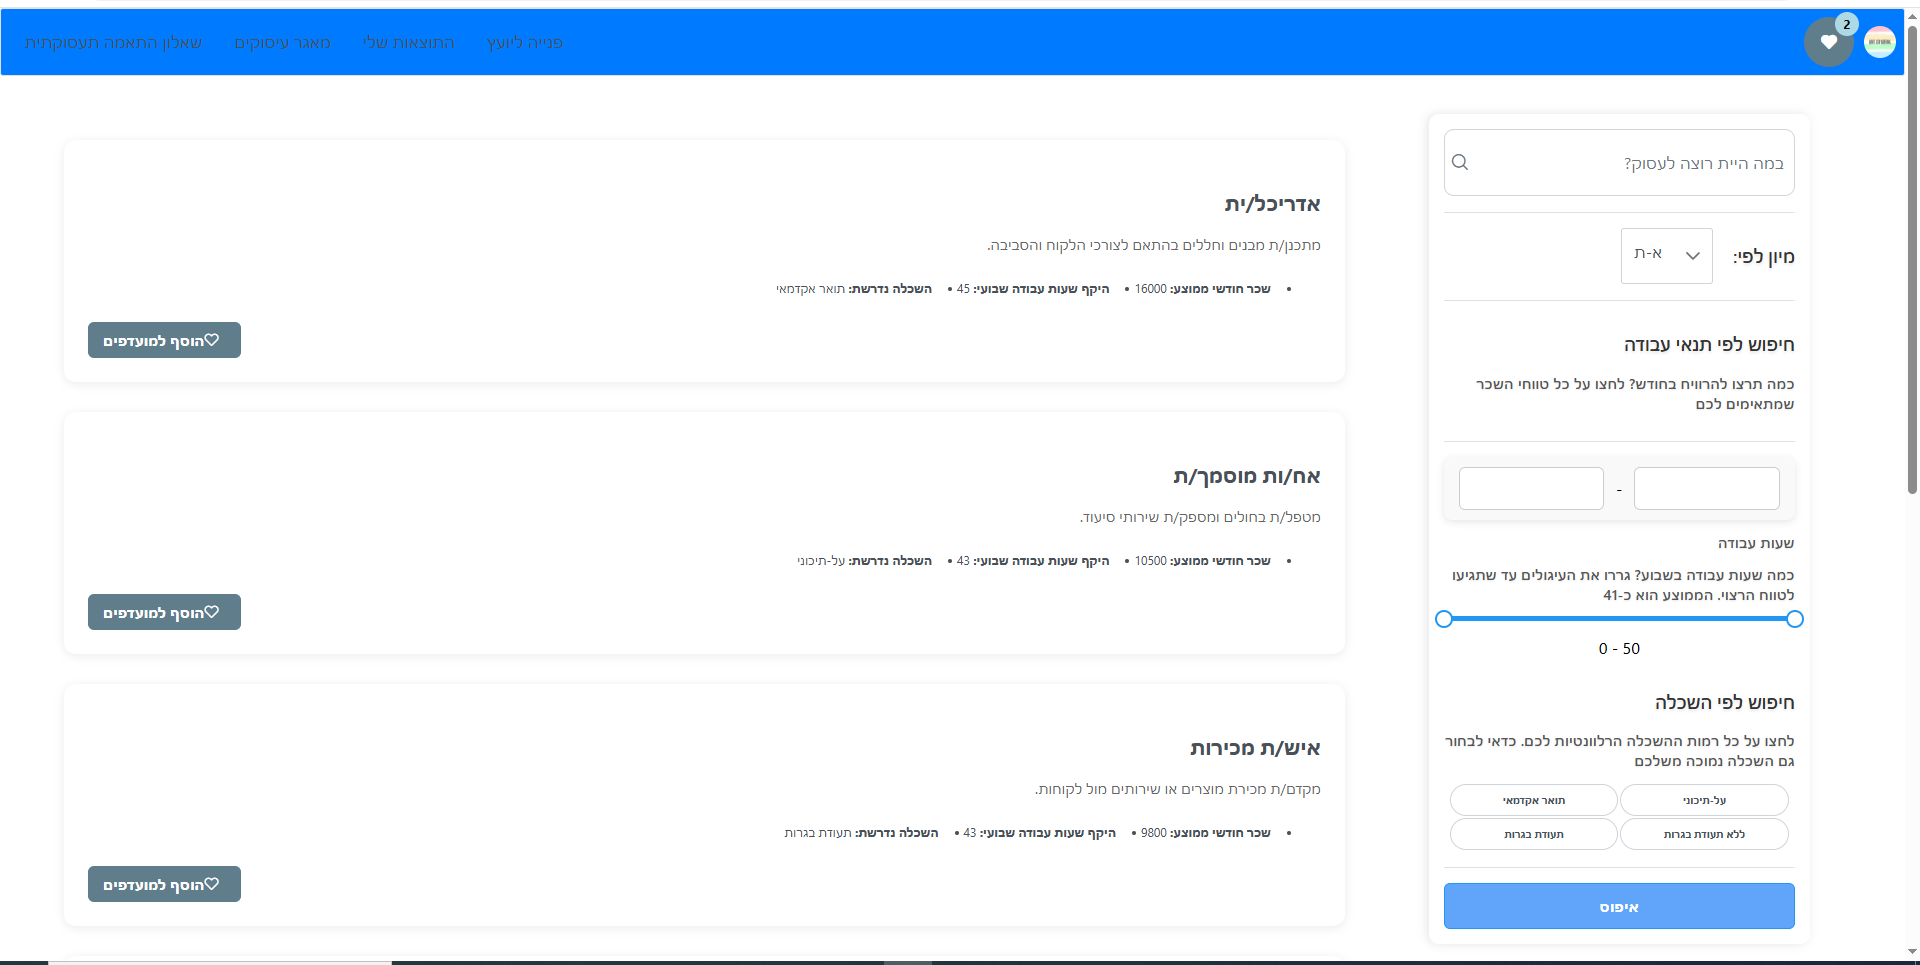 2
פנייה ליועץ
התוצאות שלי
מאגר עיסוקים
שאלון התאמה תעסוקתית
במה היית רוצה לעסוק?
מיון לפי:
א-ת
חיפוש לפי תנאי עבודה
כמה תרצו להרוויח בחודש? לחצו על כל טווחי השכר
שמתאימים לכם
-
שעות עבודה
כמה שעות עבודה בשבוע? גררו את העיגולים עד שתגיעו
לטווח הרצוי. הממוצע הוא כ-41
0 - 50
חיפוש לפי השכלה
לחצו על כל רמות ההשכלה הרלוונטיות לכם. כדאי לבחור
גם השכלה נמוכה משלכם
על-תיכוני
תואר אקדמאי
ללא תעודת בגרות
תעודת בגרות
איפוס
אדריכל/ית
מתכנן/ת מבנים וחללים בהתאם לצורכי הלקוח והסביבה.
• שכר חודשי ממוצע: 16000 • היקף שעות עבודה שבועי: 45 • השכלה נדרשת: תואר אקדמאי
הוסף למועדפים
אח/ות מוסמך/ת
מטפל/ת בחולים ומספק/ת שירותי סיעוד.
• שכר חודשי ממוצע: 10500 • היקף שעות עבודה שבועי: 43 • השכלה נדרשת: על-תיכוני
הוסף למועדפים
איש/ת מכירות
מקדם/ת מכירת מוצרים או שירותים מול לקוחות.
• שכר חודשי ממוצע: 9800 • היקף שעות עבודה שבועי: 43 • השכלה נדרשת: תעודת בגרות
הוסף למועדפים